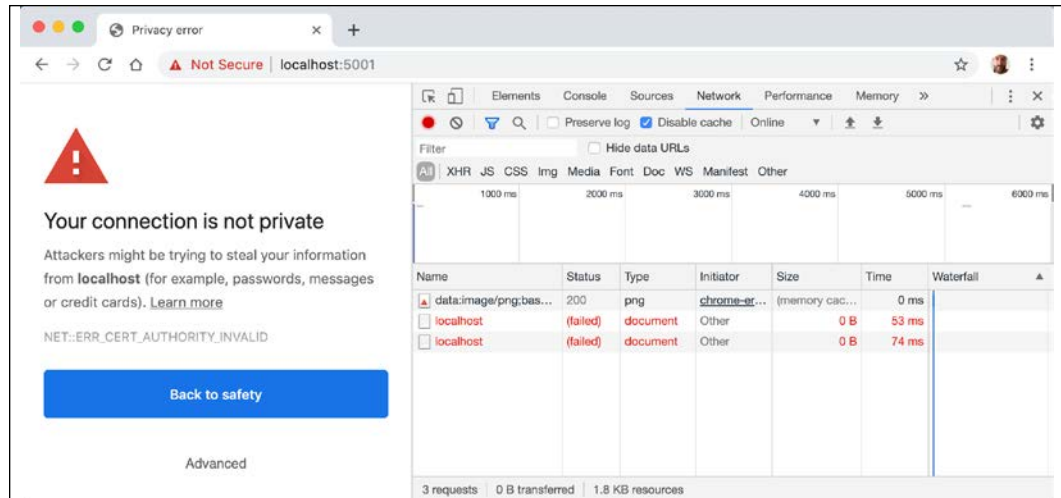 Privacy error
Not Secure | localhost:5001
Your connection is not private
Attackers might be trying to steal your information
from localhost (for example, passwords, messages
or credit cards). Learn more
NET::ERR_CERT_AUTHORITY_INVALID
Back to safety
Advanced
Elements Console Sources Network Performance Memory »
Preserve log Disable cache Online
Filter Hide data URLs
All XHR JS CSS Img Media Font Doc WS Manifest Other
1000 ms 2000 ms 3000 ms 4000 ms 5000 ms 6000 ms
Name Status Type Initiator Size Time Waterfall
data:image/png;bas... 200 png chrome-er... (memory cac... 0 ms
localhost (failed) document Other 0 B 53 ms
localhost (failed) document Other 0 B 74 ms
3 requests | 0 B transferred | 1.8 KB resources